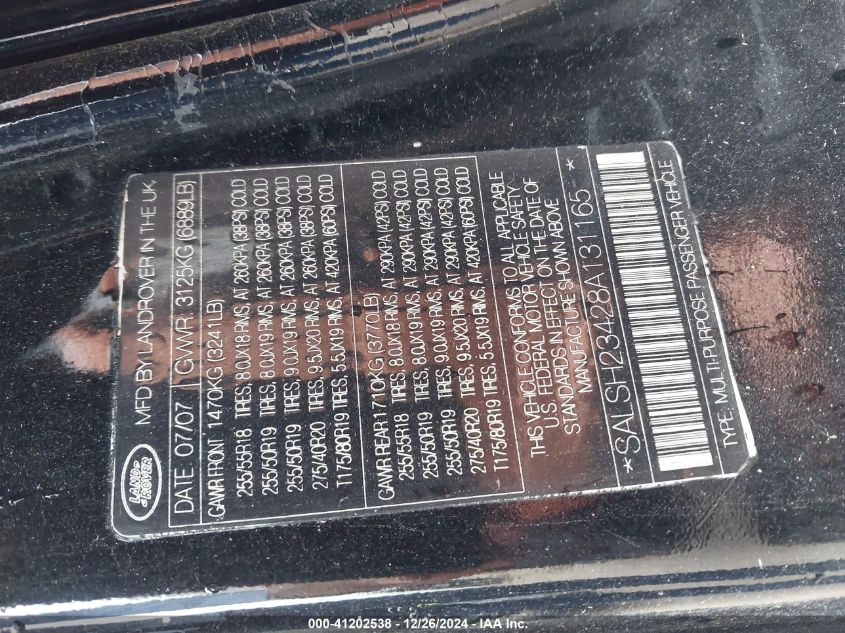 LAND-
ROVER
MFD BY LANDROVER IN THE UK
DATE 07/07 GVWR: 3125KG (6889LB)
GAWR FRONT 1470KG (3241LB)
255/55R18 TIRES, 8.0JX18 RIMS, AT 260KPA (38PSI) COLD
255/50R19 TIRES, 8.0JX19 RIMS, AT 260KPA (38PSI) COLD
255/50R19 TIRES, 9.0JX19 RIMS, AT 260KPA (38PSI) COLD
275/40R20 TIRES, 9.5JX20 RIMS, AT 260KPA (38PSI) COLD
T175/80R19 TIRES, 5.5JX19 RIMS, AT 420KPA (60PSI) COLD
GAWR REAR 1710KG (3770LB)
255/55R18 TIRES, 8.0JX18 RIMS, AT 290KPA (42PSI) COLD
255/50R19 TIRES, 8.0JX19 RIMS, AT 290KPA (42PSI) COLD
255/50R19 TIRES, 9.0JX19 RIMS, AT 290KPA (42PSI) COLD
275/40R20 TIRES, 9.5JX20 RIMS, AT 290KPA (42PSI) COLD
T175/80R19 TIRES, 5.5JX19 RIMS, AT 420KPA (60PSI) COLD
THIS VEHICLE CONFORMS TO ALL APPLICABLE
U.S. FEDERAL MOTOR VEHICLE SAFETY
STANDARDS IN EFFECT ON THE DATE OF
MANUFACTURE SHOWN ABOVE
*SALSH23428A131165 *
TYPE: MULTI-PURPOSE PASSENGER VEHICLE
000-41202538 - 12/26/2024 - IAA Inc.